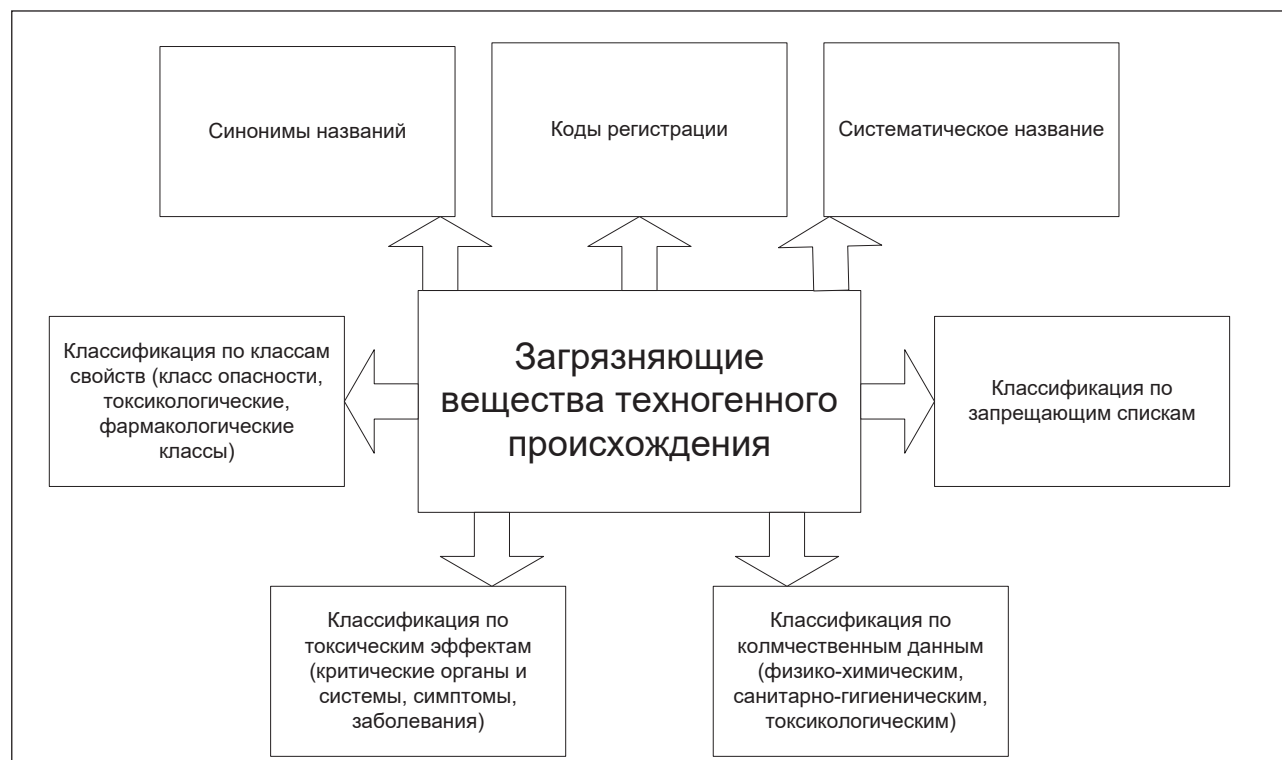 Синонимы названий
Коды регистрации
Систематическое название
Классификация по классам
свойств (класс опасности,
токсикологические,
фармакологические
классы)
Загрязняющие
вещества техногенного
происхождения
Классификация по
запрещающим спискам
Классификация по
токсическим эффектам
(критические органы и
системы, симптомы,
заболевания)
Классификация по
колмчественным данным
(физико-химическим,
санитарно-гигиеническим,
токсикологическим)